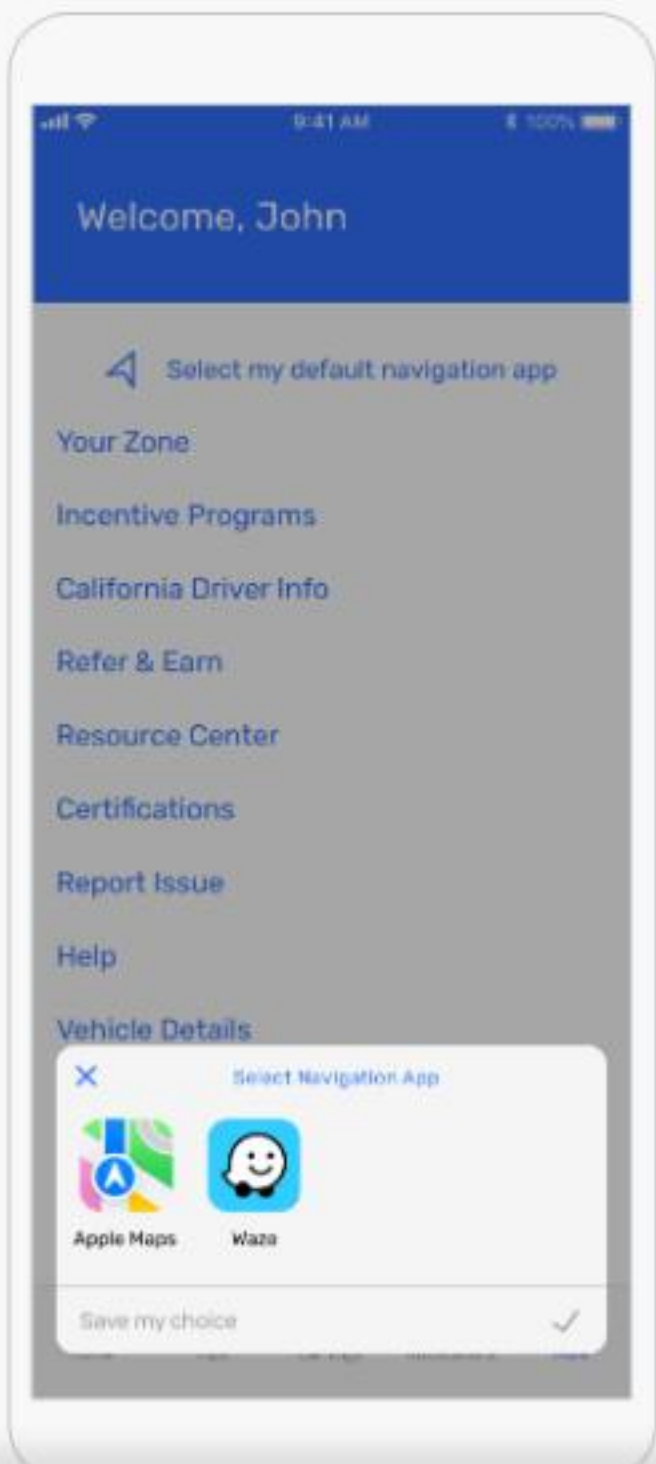 9:41 AM 100%
Welcome, John
Select my default navigation app
Your Zone
Incentive Programs
California Driver Info
Refer & Earn
Resource Center
Certifications
Report Issue
Help
Vehicle Details
Select Navigation App
Apple Maps Waze
Save my choice